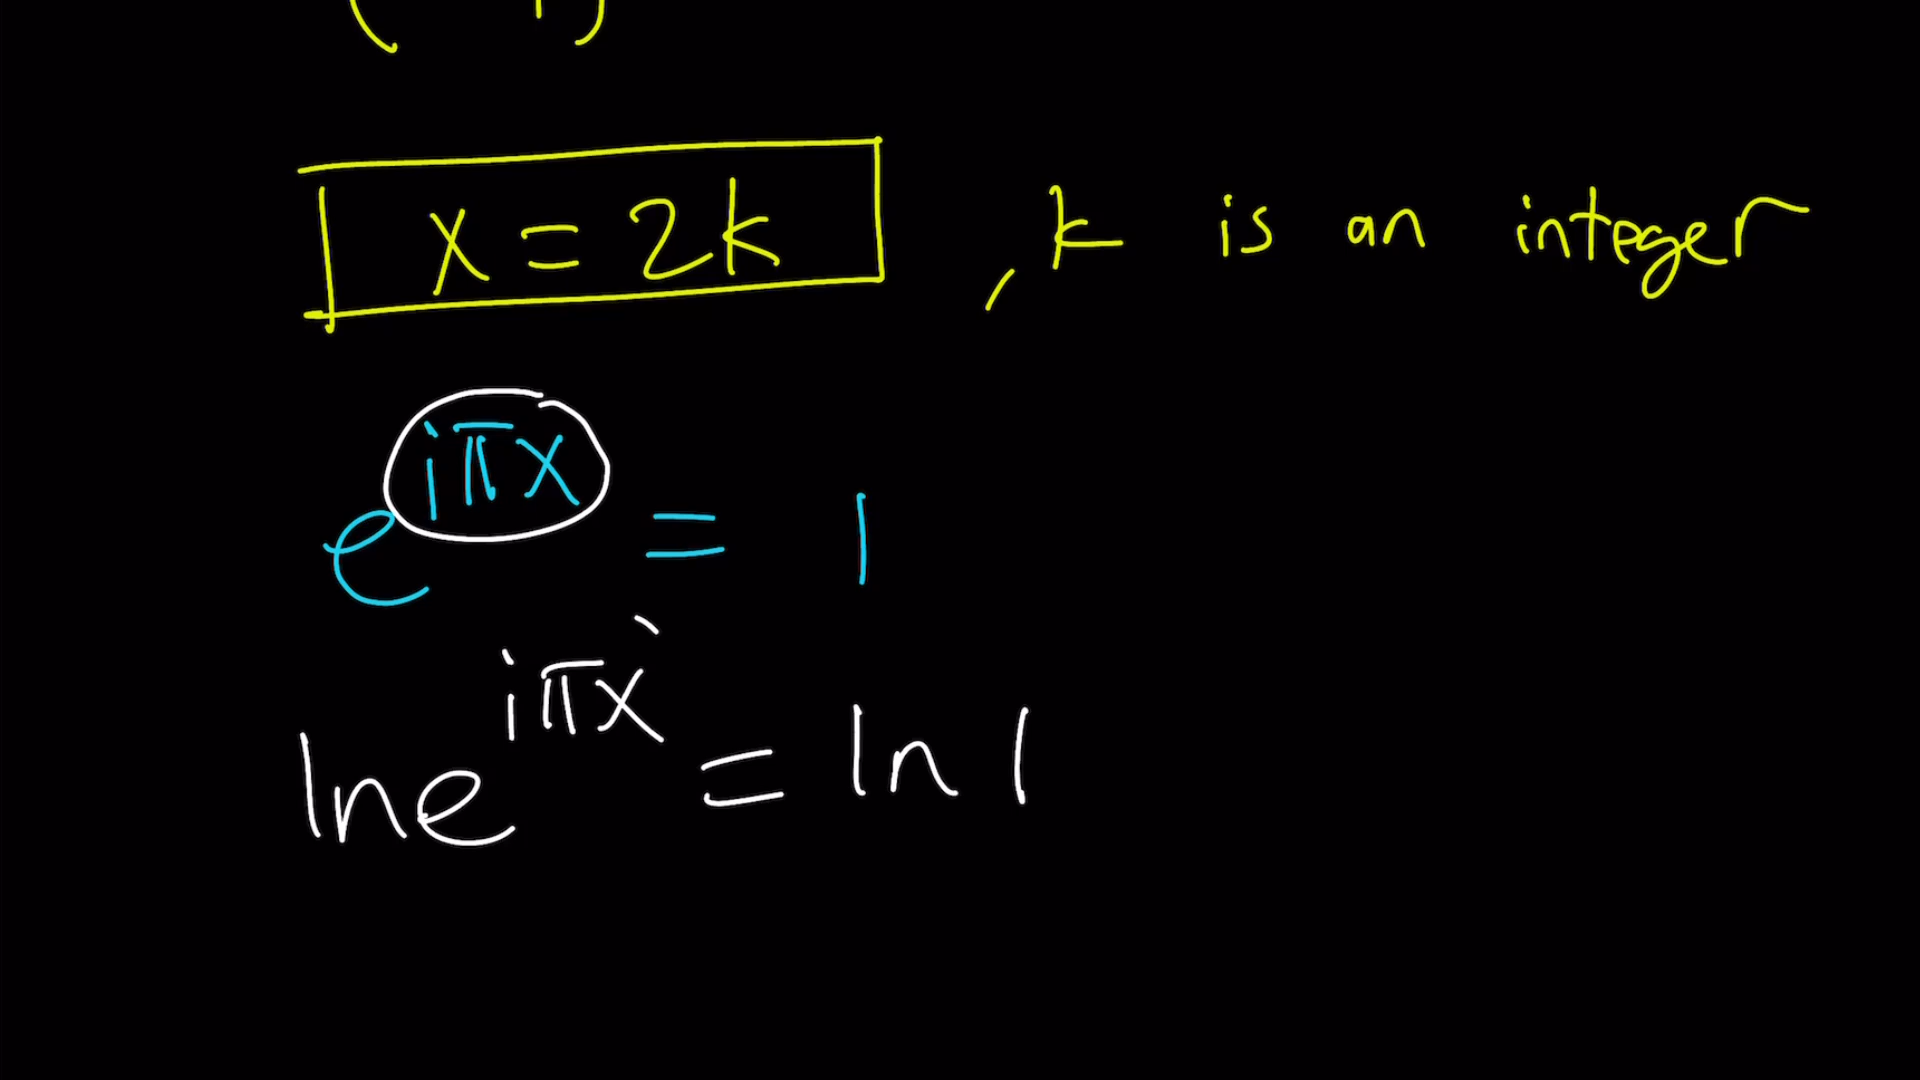 x = 2k , k is an integer
e^{iπx} = 1
ln e^{iπx} = ln 1